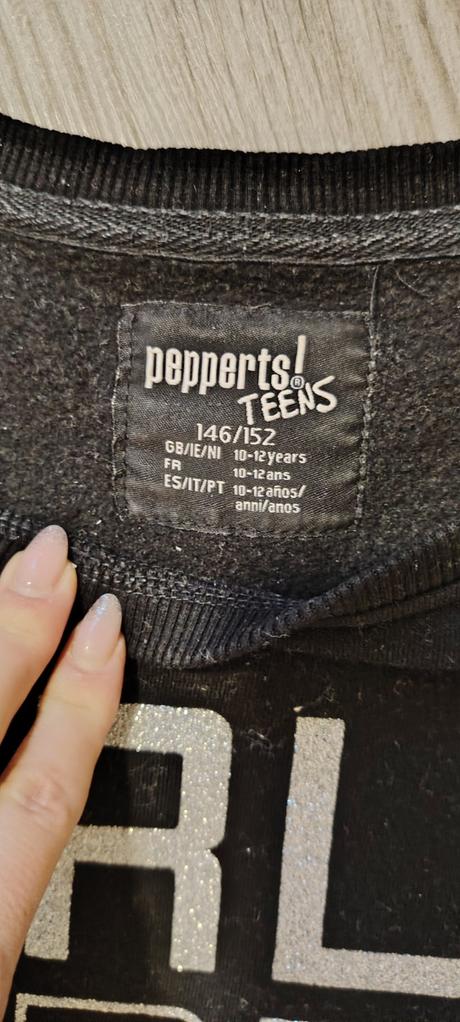 pepperts!®
TEENS
146/152
GB/IE/NI 10-12 years
FR 10-12 ans
ES/IT/PT 10-12 años/
anni/anos
RL